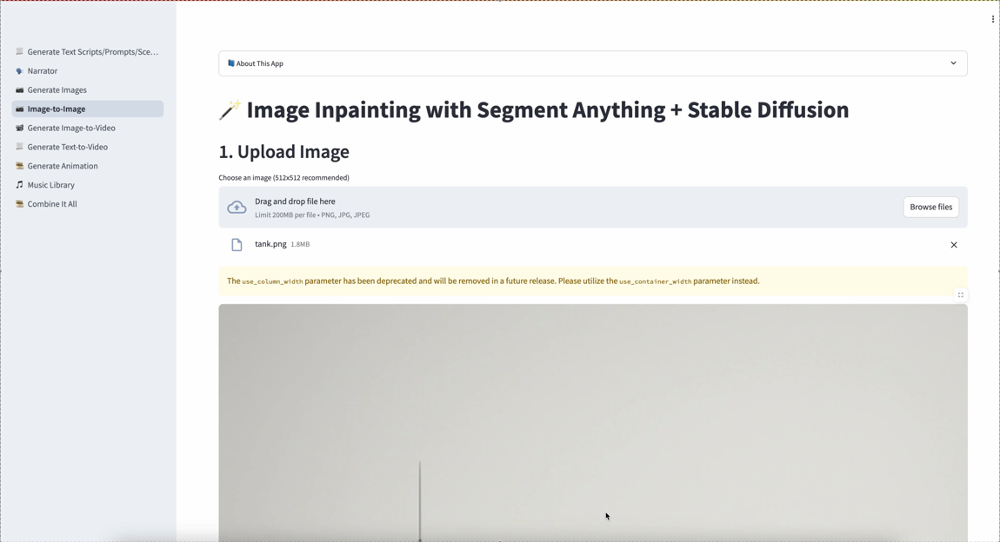 Generate Text Scripts/Prompts/Sce...
Narrator
Generate Images
Image-to-Image
Generate Image-to-Video
Generate Text-to-Video
Generate Animation
Music Library
Combine It All
About This App
Image Inpainting with Segment Anything + Stable Diffusion
1. Upload Image
Choose an image (512x512 recommended)
Drag and drop file here
Limit 200MB per file • PNG, JPG, JPEG
Browse files
tank.png 1.8MB
The use_column_width parameter has been deprecated and will be removed in a future release. Please utilize the use_container_width parameter instead.